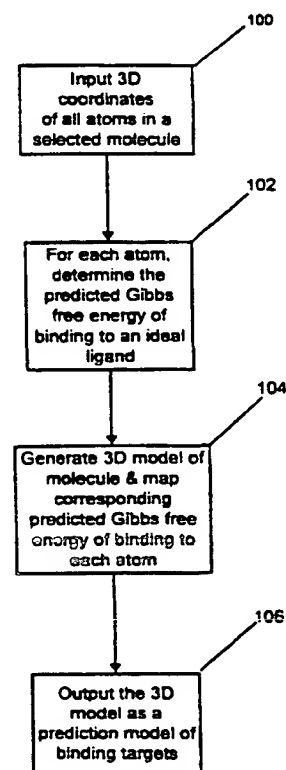 100
Input 3D
coordinates
of all atoms in a
selected molecule
102
For each atom,
determine the
predicted Gibbs
free energy of
binding to an ideal
ligand
104
Generate 3D model of
molecule & map
corresponding
predicted Gibbs free
energy of binding to
each atom
106
Output the 3D
model as a
prediction model of
binding targets